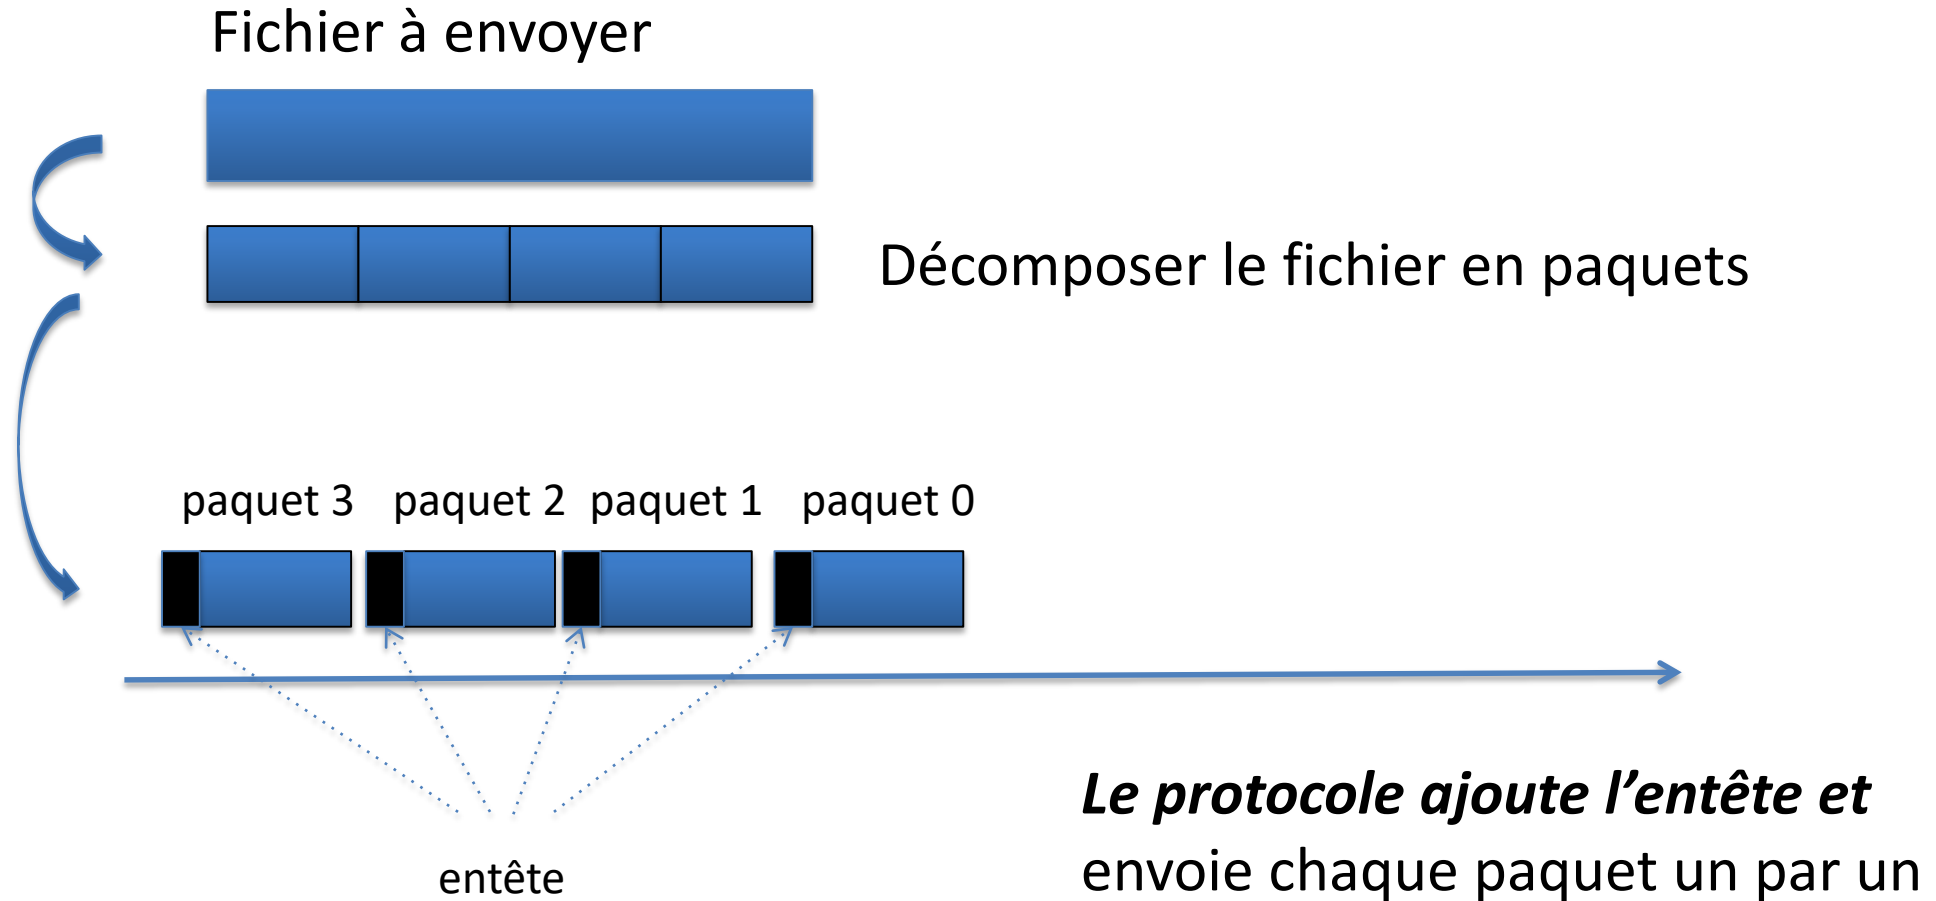 Fichier à envoyer
Décomposer le fichier en paquets
paquet 3 paquet 2 paquet 1 paquet 0
Le protocole ajoute l’entête et
envoie chaque paquet un par un
entête